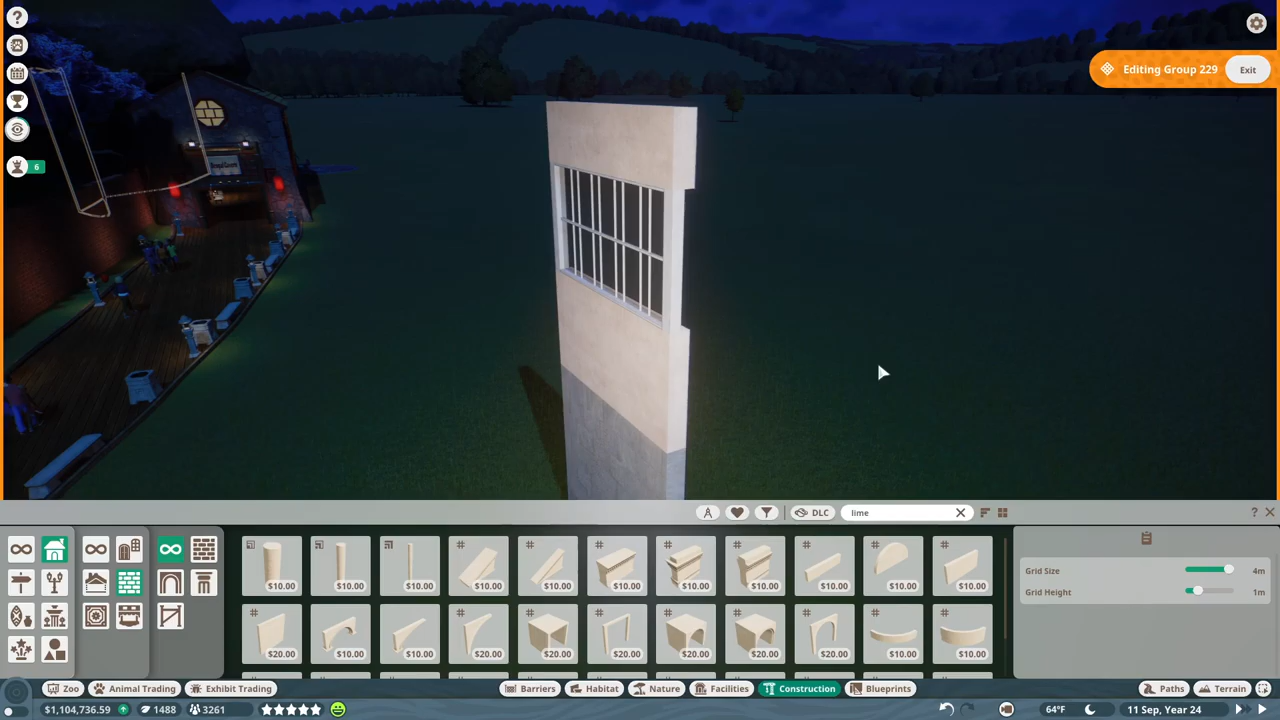 Editing Group 229
Exit
6
DLC
lime
$10.00 $10.00 $10.00 $10.00 $10.00 $10.00 $10.00 $10.00 $10.00 $10.00 $10.00
$20.00 $10.00 $10.00 $20.00 $20.00 $20.00 $20.00 $20.00 $20.00 $10.00 $10.00
Grid Size 4m
Grid Height 1m
Zoo Animal Trading Exhibit Trading Barriers Habitat Nature Facilities Construction Blueprints Paths Terrain
$1,104,736.59 1488 3261 64°F 11 Sep, Year 24